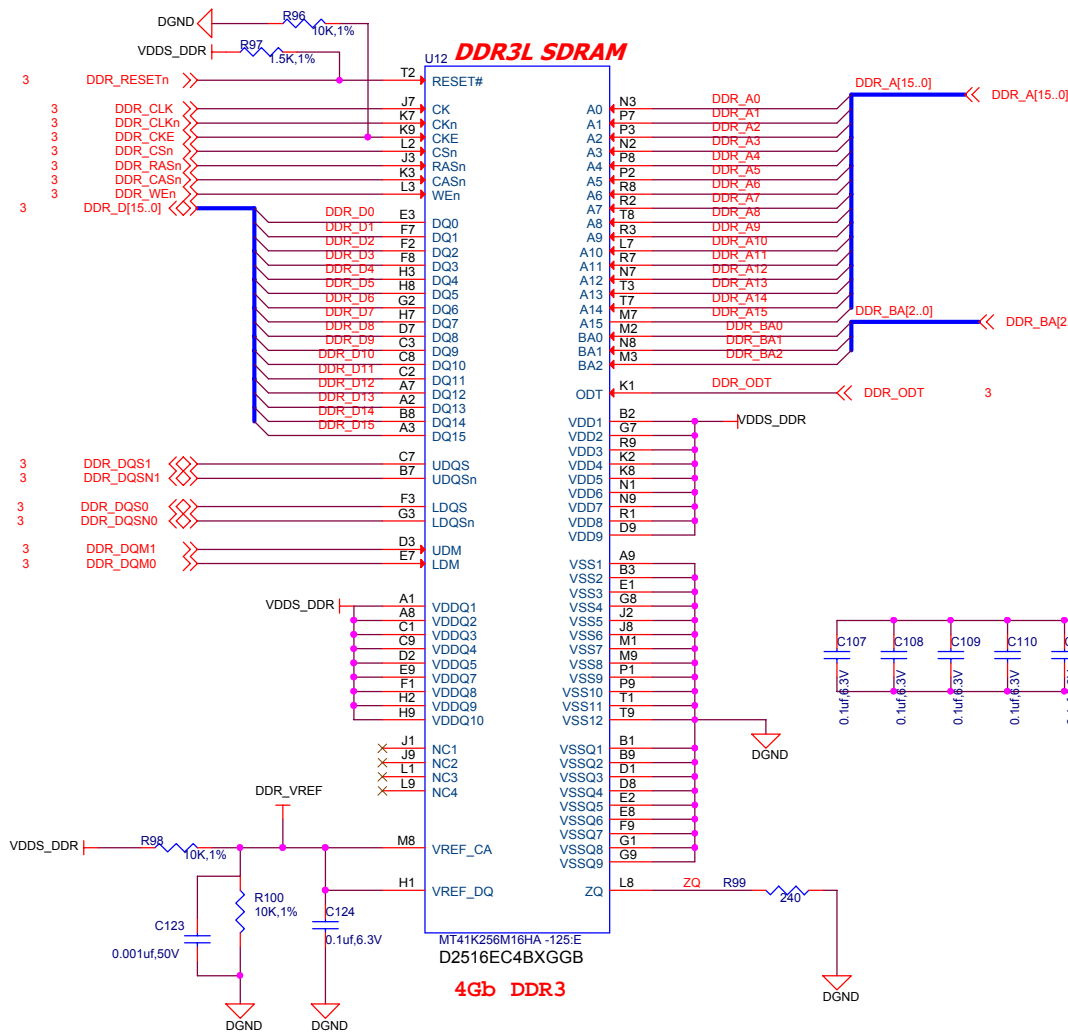 DDR3L SDRAM
U12
DGND
R96
10K,1%
VDDS_DDR
R97
1.5K,1%
3 DDR_RESETn T2 RESET#
3 DDR_CLK J7 CK
3 DDR_CLKn K7 CKn
3 DDR_CKE K9 CKE
3 DDR_CSn L2 CSn
3 DDR_RASn J3 RASn
3 DDR_CASn K3 CASn
3 DDR_WEn L3 WEn
3 DDR_D[15..0]
DDR_D0 E3 DQ0
DDR_D1 F7 DQ1
DDR_D2 F2 DQ2
DDR_D3 F8 DQ3
DDR_D4 H3 DQ4
DDR_D5 H8 DQ5
DDR_D6 G2 DQ6
DDR_D7 H7 DQ7
DDR_D8 D7 DQ8
DDR_D9 C3 DQ9
DDR_D10 C8 DQ10
DDR_D11 C2 DQ11
DDR_D12 A7 DQ12
DDR_D13 A2 DQ13
DDR_D14 B8 DQ14
DDR_D15 A3 DQ15
3 DDR_DQS1 C7 UDQS
3 DDR_DQSN1 B7 UDQSn
3 DDR_DQS0 F3 LDQS
3 DDR_DQSN0 G3 LDQSn
3 DDR_DQM1 D3 UDM
3 DDR_DQM0 E7 LDM
VDDS_DDR A1 VDDQ1
A8 VDDQ2
C1 VDDQ3
C9 VDDQ4
D2 VDDQ5
E9 VDDQ7
F1 VDDQ8
H2 VDDQ9
H9 VDDQ10
J1 NC1
J9 NC2
L1 NC3
L9 NC4
DDR_VREF
VDDS_DDR
R98
10K,1%
M8 VREF_CA
H1 VREF_DQ
R100
10K,1%
C123
0.001uf,50V
C124
0.1uf,6.3V
DGND
DGND
A0 N3 DDR_A0
A1 P7 DDR_A1
A2 P3 DDR_A2
A3 N2 DDR_A3
A4 P8 DDR_A4
A5 P2 DDR_A5
A6 R8 DDR_A6
A7 R2 DDR_A7
A8 T8 DDR_A8
A9 R3 DDR_A9
A10 L7 DDR_A10
A11 R7 DDR_A11
A12 N7 DDR_A12
A13 T3 DDR_A13
A14 T7 DDR_A14
A15 M7 DDR_A15
BA0 M2 DDR_BA0
BA1 N8 DDR_BA1
BA2 M3 DDR_BA2
DDR_A[15..0]
DDR_A[15..0]
DDR_BA[2..0]
DDR_BA[2
ODT K1 DDR_ODT DDR_ODT 3
VDD1 B2 VDDS_DDR
VDD2 G7
VDD3 R9
VDD4 K2
VDD5 K8
VDD6 N1
VDD7 N9
VDD8 R1
VDD9 D9
VSS1 A9
VSS2 B3
VSS3 E1
VSS4 G8
VSS5 J2
VSS6 J8
VSS7 M1
VSS8 M9
VSS9 P1
VSS10 P9
VSS11 T1
VSS12 T9
DGND
VSSQ1 B1
VSSQ2 B9
VSSQ3 D1
VSSQ4 D8
VSSQ5 E2
VSSQ6 E8
VSSQ7 F9
VSSQ8 G1
VSSQ9 G9
ZQ L8 ZQ R99
240
DGND
C107
0.1uf,6.3V
C108
0.1uf,6.3V
C109
0.1uf,6.3V
C110
0.1uf,6.3V
MT41K256M16HA -125:E
D2516EC4BXGGB
4Gb DDR3